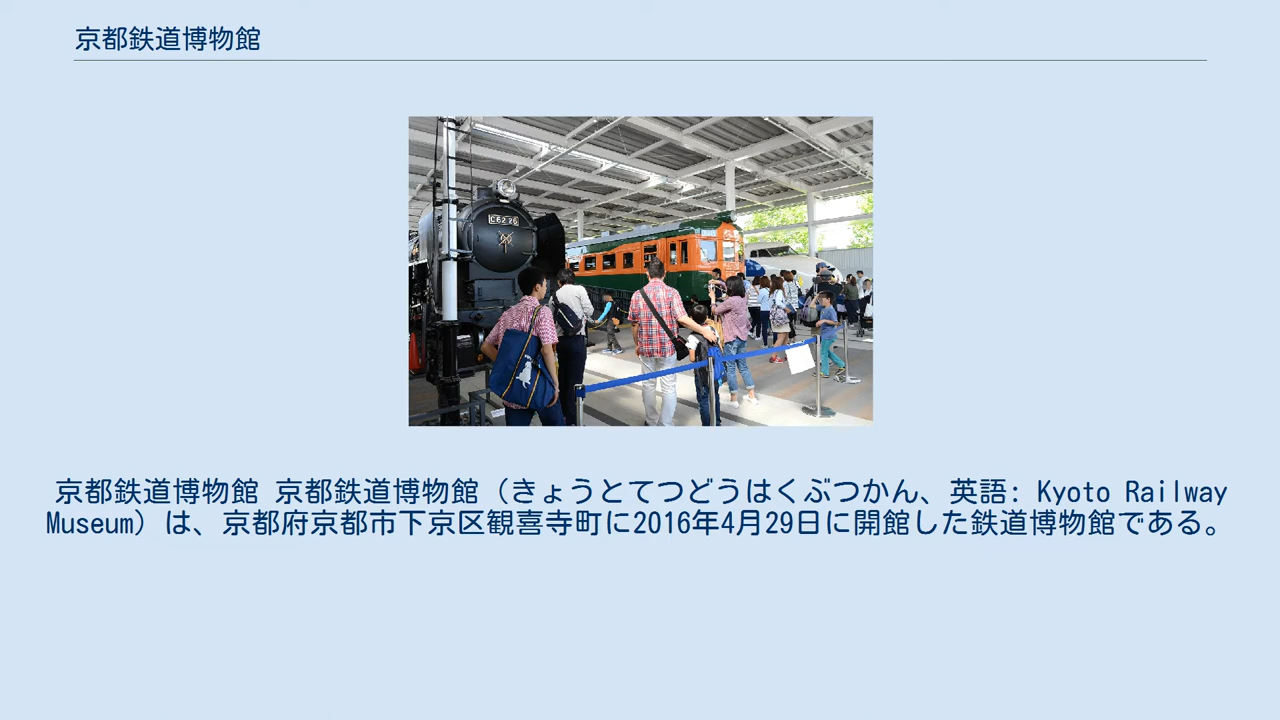 京都鉄道博物館
C62 26
京都鉄道博物館 京都鉄道博物館（きょうとてつどうはくぶつかん、英語: Kyoto Railway
Museum）は、京都府京都市下京区観喜寺町に2016年4月29日に開館した鉄道博物館である。